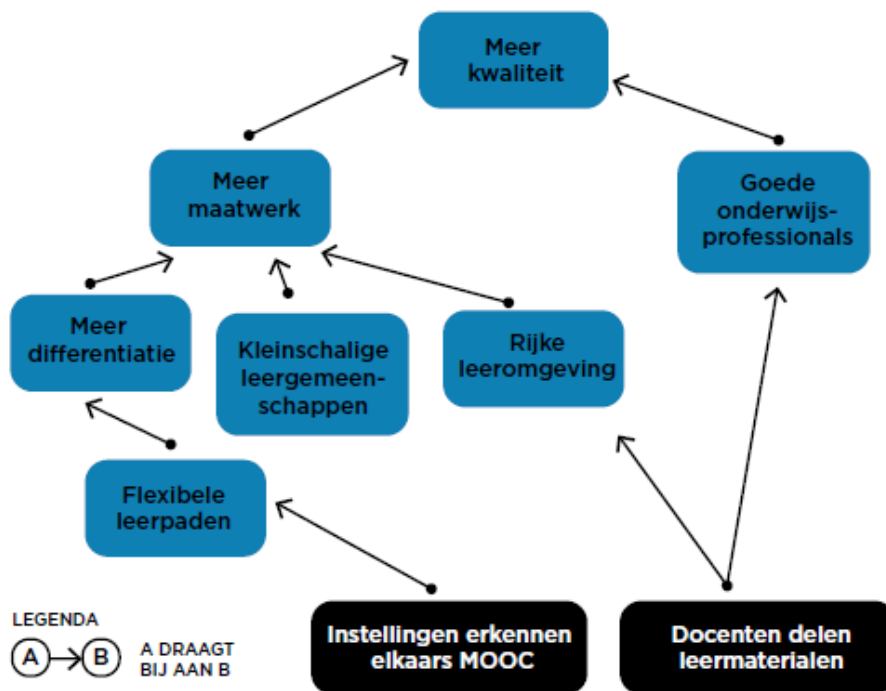 Meer
kwaliteit
Meer
maatwerk
Goede
onderwijs-
professionals
Meer
differentiatie
Kleinschalige
leergemeen-
schappen
Rijke
leeromgeving
Flexibele
leerpaden
Instellingen erkennen
elkaars MOOC
Docenten delen
leermaterialen
LEGENDA
A B
A DRAAGT
BIJ AAN B